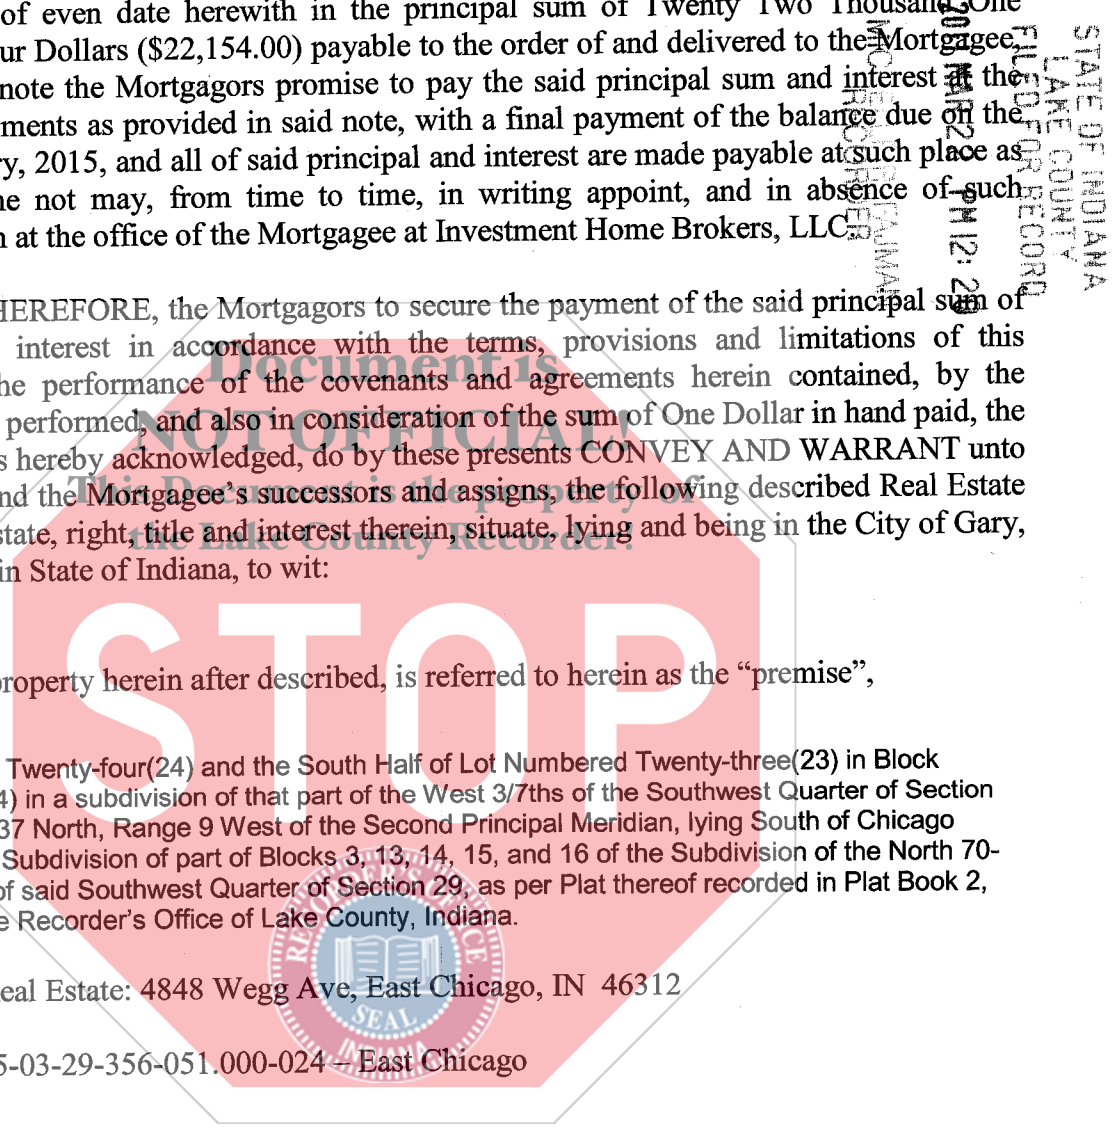 of even date herewith in the principal sum of Twenty Two Thousand One
ur Dollars ($22,154.00) payable to the order of and delivered to the Mortgagee,
note the Mortgagors promise to pay the said principal sum and interest at the
ments as provided in said note, with a final payment of the balance due on the
ry, 2015, and all of said principal and interest are made payable at such place as
ne not may, from time to time, in writing appoint, and in absence of such
n at the office of the Mortgagee at Investment Home Brokers, LLC.
STATE OF INDIANA
LAKE COUNTY
FILED FOR RECORD
PM 12: 2
HEREFORE, the Mortgagors to secure the payment of the said principal sum of
interest in accordance with the terms, provisions and limitations of this
he performance of the covenants and agreements herein contained, by the
performed, and also in consideration of the sum of One Dollar in hand paid, the
s hereby acknowledged, do by these presents CONVEY AND WARRANT unto
nd the Mortgagee's successors and assigns, the following described Real Estate
state, right, title and interest therein, situate, lying and being in the City of Gary,
in State of Indiana, to wit:
Document is
NOT OFFICIAL!
This Document is the property of
the Lake County Recorder!
STOP
property herein after described, is referred to herein as the "premise",
Twenty-four(24) and the South Half of Lot Numbered Twenty-three(23) in Block
4) in a subdivision of that part of the West 3/7ths of the Southwest Quarter of Section
37 North, Range 9 West of the Second Principal Meridian, lying South of Chicago
Subdivision of part of Blocks 3, 13, 14, 15, and 16 of the Subdivision of the North 70-
of said Southwest Quarter of Section 29, as per Plat thereof recorded in Plat Book 2,
e Recorder's Office of Lake County, Indiana.
RECORDER'S OFFICE
SEAL
INDIANA
eal Estate: 4848 Wegg Ave, East Chicago, IN 46312
5-03-29-356-051.000-024 – East Chicago